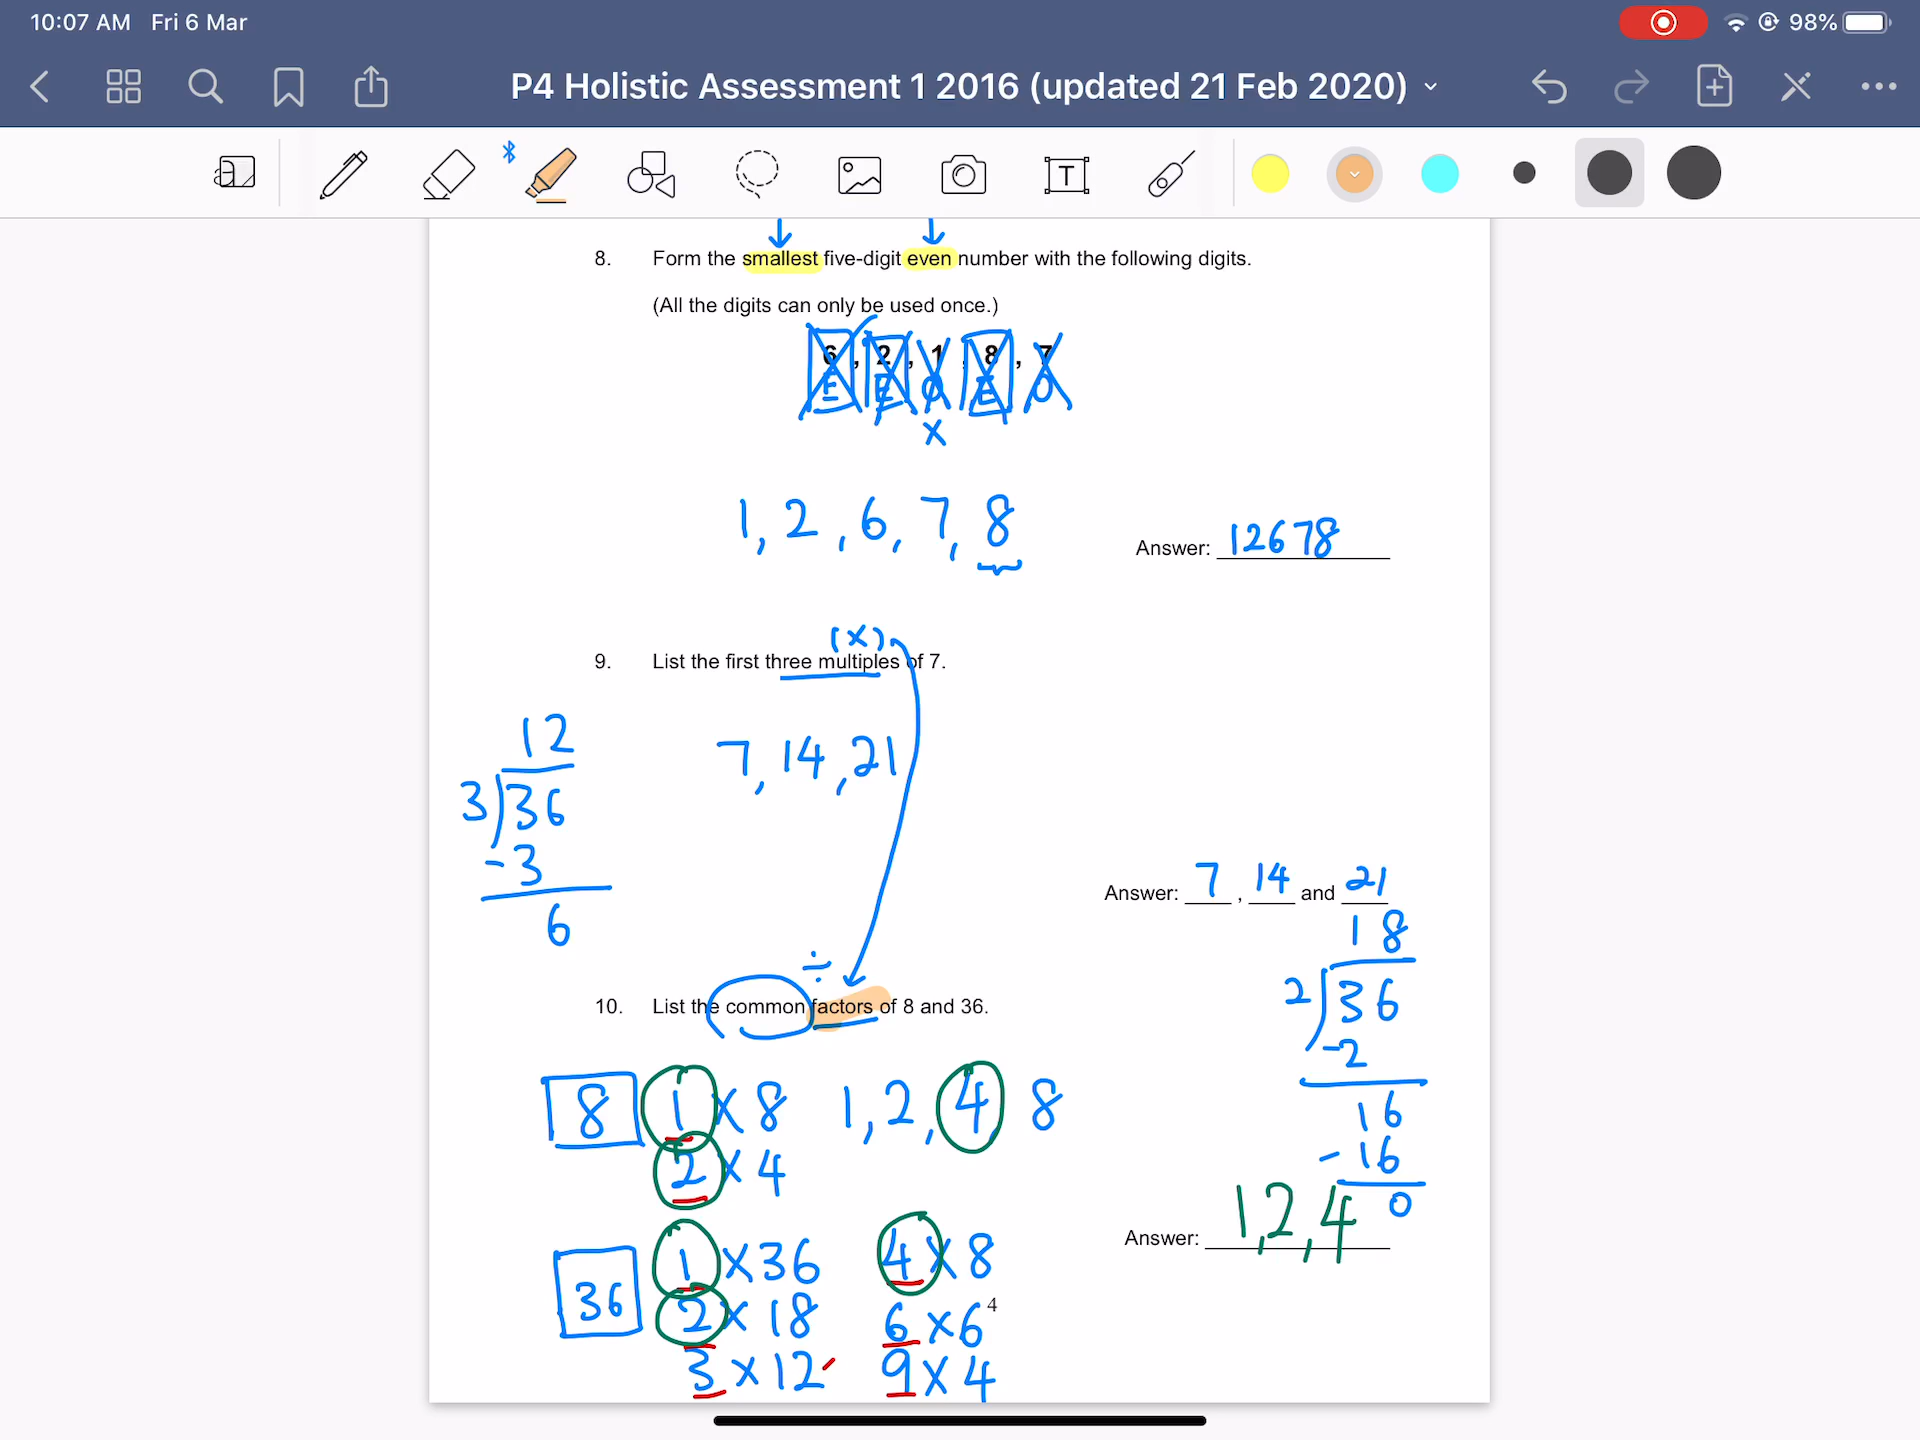 10:07 AM Fri 6 Mar 98%
P4 Holistic Assessment 1 2016 (updated 21 Feb 2020)
8. Form the smallest five-digit even number with the following digits.
(All the digits can only be used once.)
6, 2, 1, 8, 7
E E O E O
X
1, 2, 6, 7, 8
Answer: 12678
(x)
9. List the first three multiples of 7.
12
3)36
-3
6
7, 14, 21
Answer: 7, 14 and 21
18
2)36
-2
16
-16
0
÷
10. List the common factors of 8 and 36.
8 1 x 8 1, 2, 4, 8
2 x 4
36 1 x 36 4 x 8
2 x 18 6 x 6
3 x 12 9 x 4
Answer: 1, 2, 4
4